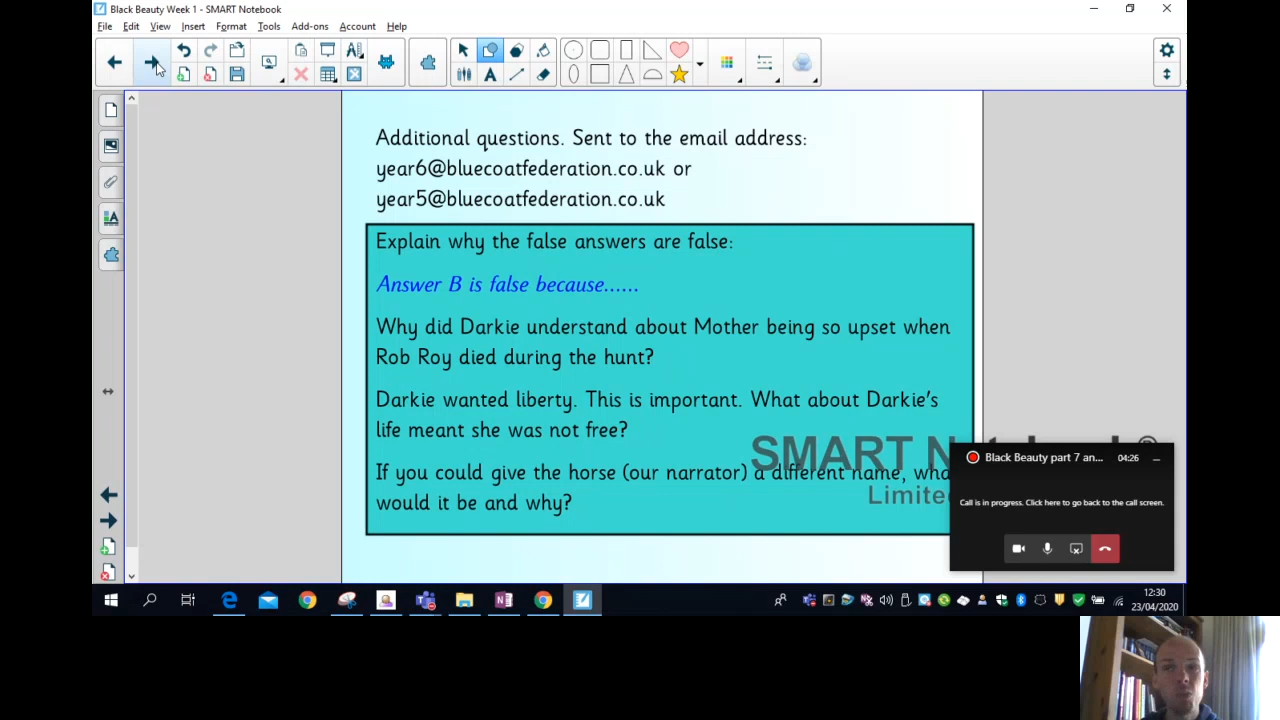 Black Beauty Week 1 - SMART Notebook
File Edit View Insert Format Tools Add-ons Account Help
Additional questions. Sent to the email address:
year6@bluecoatfederation.co.uk or
year5@bluecoatfederation.co.uk
Explain why the false answers are false:
Answer B is false because......
Why did Darkie understand about Mother being so upset when
Rob Roy died during the hunt?
Darkie wanted liberty. This is important. What about Darkie's
life meant she was not free?
If you could give the horse (our narrator) a different name, wha
would it be and why?
SMART
Limite
Black Beauty part 7 an... 04:26
Call is in progress. Click here to go back to the call screen.
12:30
23/04/2020